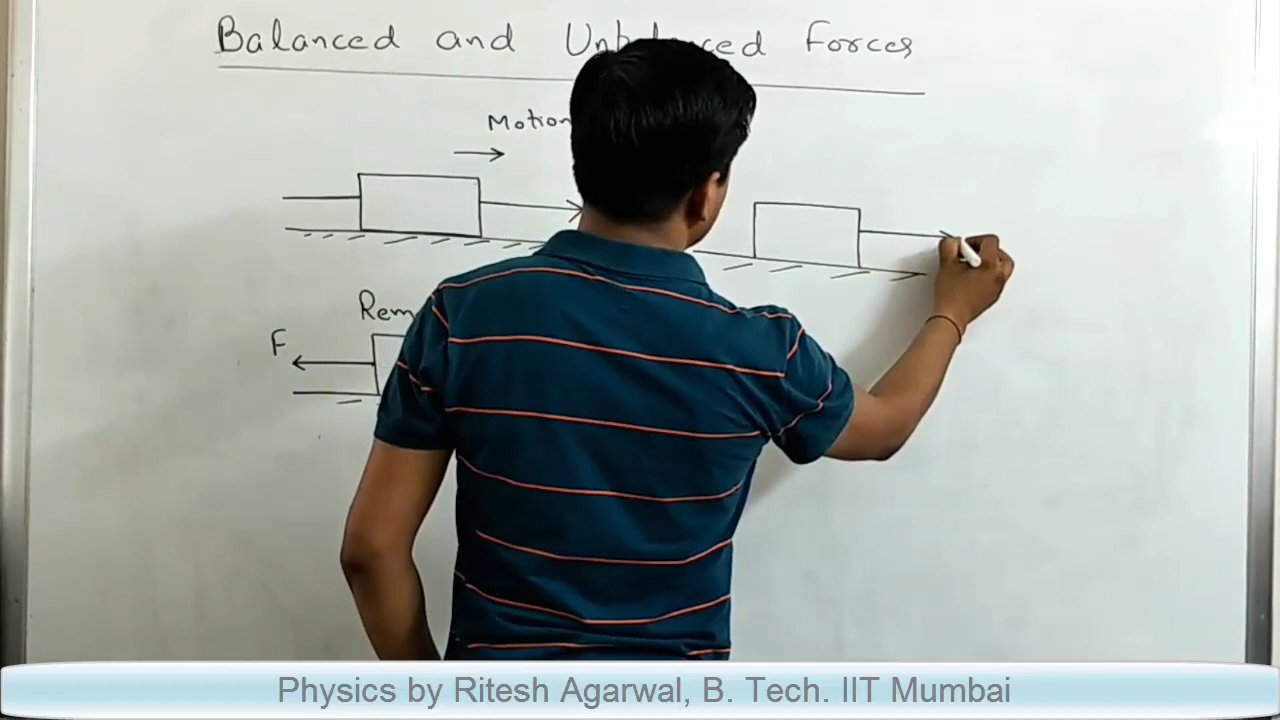 Balanced and Forces
Motion
F
Physics by Ritesh Agarwal, B. Tech. IIT Mumbai